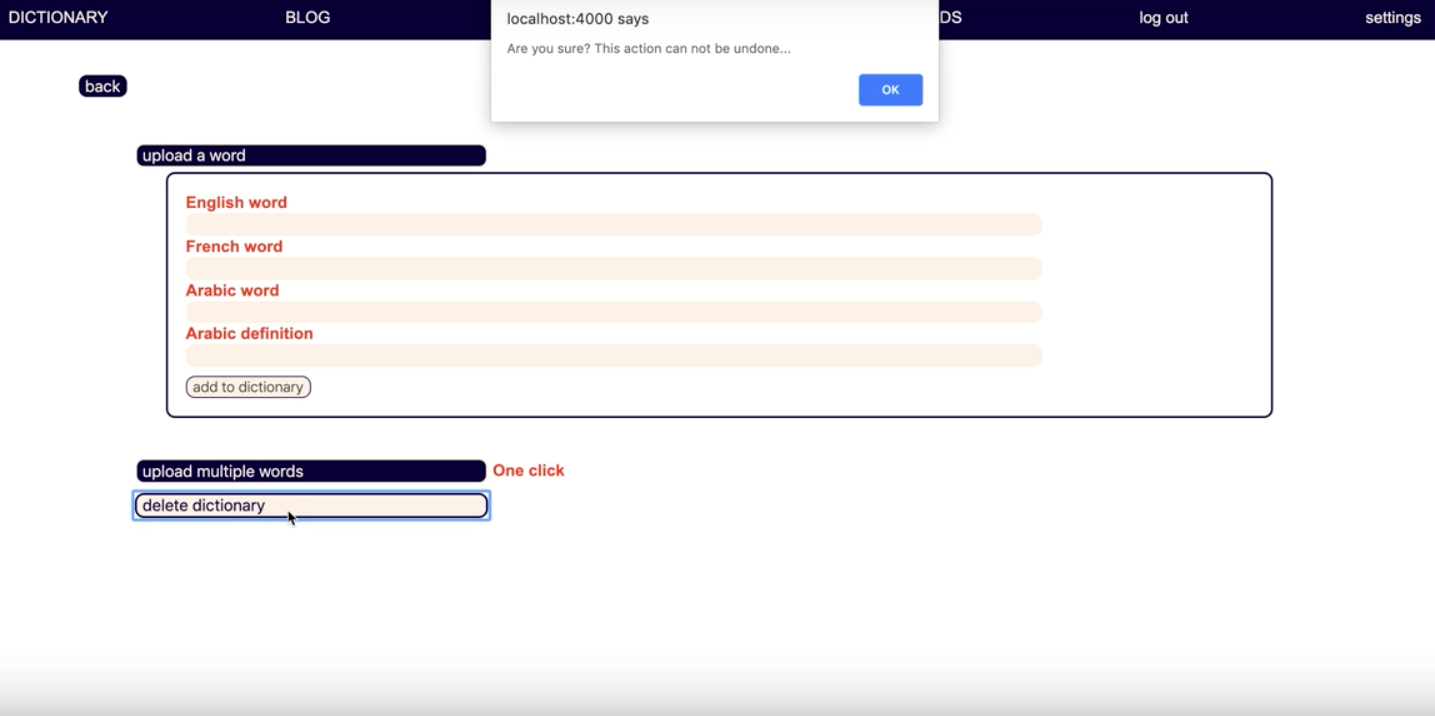 DICTIONARY BLOG DS log out settings
localhost:4000 says
Are you sure? This action can not be undone...
OK
back
upload a word
English word
French word
Arabic word
Arabic definition
add to dictionary
upload multiple words One click
delete dictionary